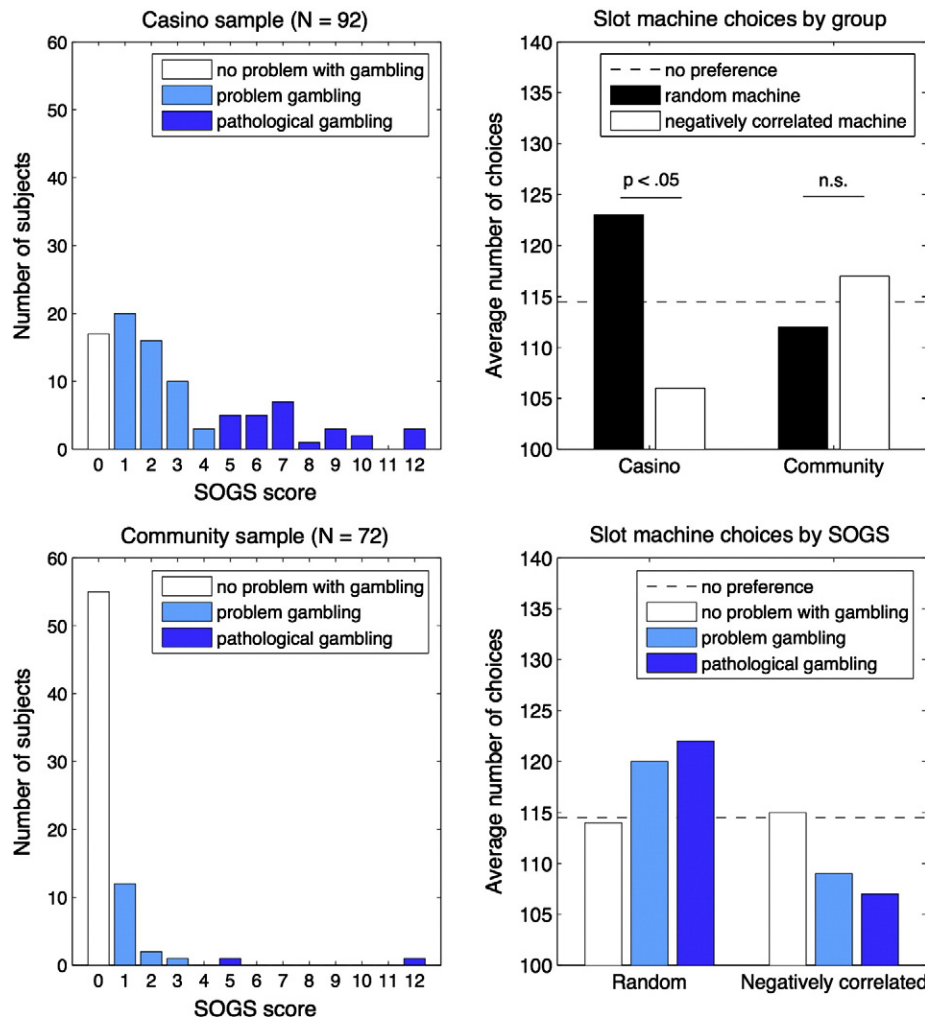 Casino sample (N = 92)
60
50
40
30
20
10
0
Number of subjects
no problem with gambling
problem gambling
pathological gambling
0 1 2 3 4 5 6 7 8 9 10 11 12
SOGS score
Slot machine choices by group
140
135
130
125
120
115
110
105
100
Average number of choices
no preference
random machine
negatively correlated machine
p < .05
n.s.
Casino Community
Community sample (N = 72)
60
50
40
30
20
10
0
Number of subjects
no problem with gambling
problem gambling
pathological gambling
0 1 2 3 4 5 6 7 8 9 10 11 12
SOGS score
Slot machine choices by SOGS
140
135
130
125
120
115
110
105
100
Average number of choices
no preference
no problem with gambling
problem gambling
pathological gambling
Random Negatively correlated